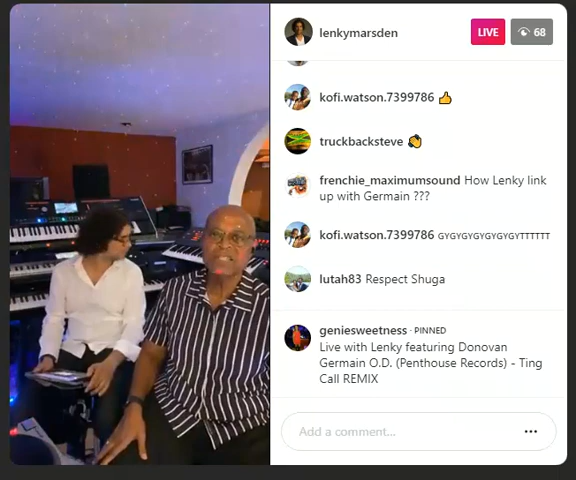 lenkymarsden
LIVE
68
kofi.watson.7399786 👍
truckbacksteve 👏
frenchie_maximumsound How Lenky link
up with Germain ???
kofi.watson.7399786 GYGYGYGYGYGYGYTTTTTT
lutah83 Respect Shuga
geniesweetness · PINNED
Live with Lenky featuring Donovan
Germain O.D. (Penthouse Records) - Ting
Call REMIX
Add a comment...